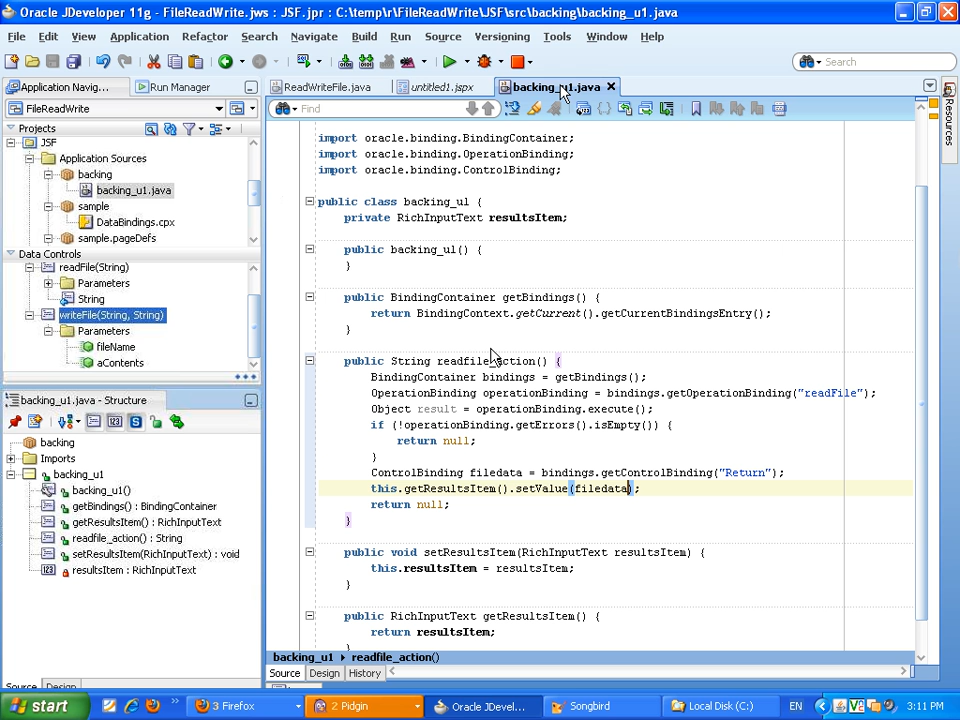 Oracle JDeveloper 11g - FileReadWrite.jws : JSF.jpr : C:\temp\r\FileReadWrite\JSF\src\backing\backing_u1.java
File Edit View Application Refactor Search Navigate Build Run Source Versioning Tools Window Help
Search
Application Navig... Run Manager
FileReadWrite
Projects
JSF
Application Sources
backing
backing_u1.java
sample
DataBindings.cpx
sample.pageDefs
Data Controls
readFile(String)
Parameters
String
writeFile(String, String)
Parameters
fileName
aContents
backing_u1.java - Structure
backing
Imports
backing_u1
backing_u1()
getBindings() : BindingContainer
getResultsItem() : RichInputText
readfile_action() : String
setResultsItem(RichInputText) : void
resultsItem : RichInputText
Source Design
ReadWriteFile.java untitled1.jspx backing_u1.java
Find
import oracle.binding.BindingContainer;
import oracle.binding.OperationBinding;
import oracle.binding.ControlBinding;
public class backing_u1 {
private RichInputText resultsItem;
public backing_u1() {
}
public BindingContainer getBindings() {
return BindingContext.getCurrent().getCurrentBindingsEntry();
}
public String readfile_action() {
BindingContainer bindings = getBindings();
OperationBinding operationBinding = bindings.getOperationBinding("readFile");
Object result = operationBinding.execute();
if (!operationBinding.getErrors().isEmpty()) {
return null;
}
ControlBinding filedata = bindings.getControlBinding("Return");
this.getResultsItem().setValue(filedata);
return null;
}
public void setResultsItem(RichInputText resultsItem) {
this.resultsItem = resultsItem;
}
public RichInputText getResultsItem() {
return resultsItem;
}
backing_u1 readfile_action()
Source Design History
Resources
start 3 Firefox 2 Pidgin Oracle JDevel... Songbird Local Disk (C:) EN 3:11 PM